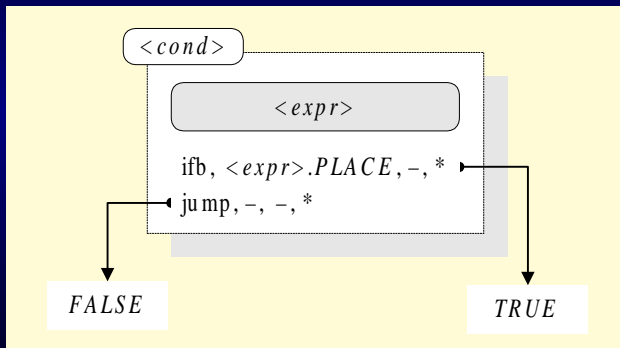 <cond>
<expr>
ifb, <expr>.PLACE, –, *
jump, –, –, *
FALSE
TRUE